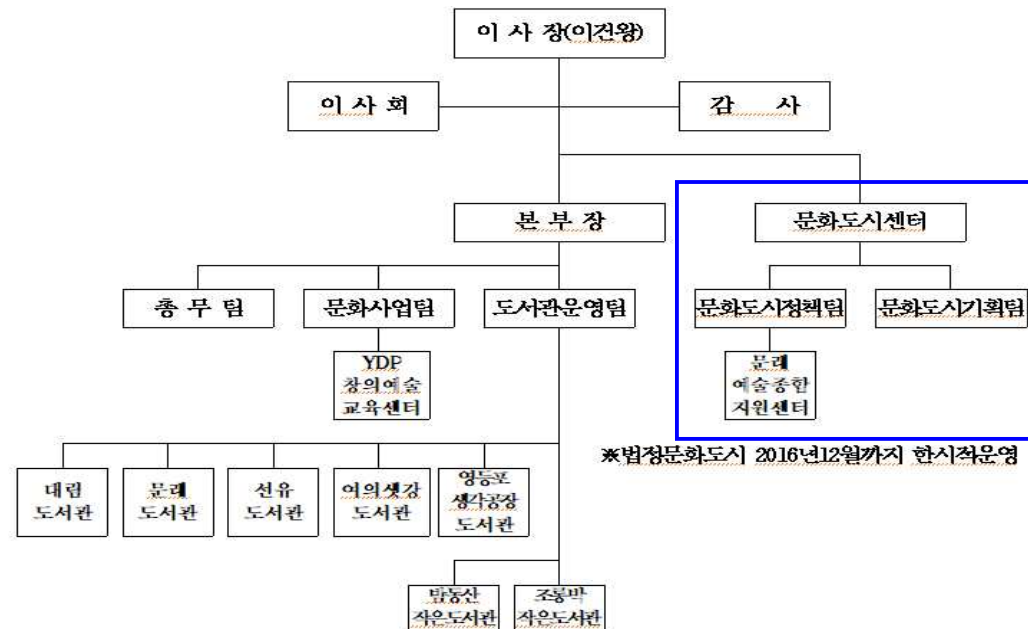 이 사 장(이건왕)
이 사 회
감 사
본 부 장
문화도시센터
총 무 팀
문화사업팀
도서관운영팀
문화도시정책팀
문화도시기획팀
YDP
창의예술
교육센터
문래
예술종합
지원센터
※법정문화도시 2016년12월까지 한시적운영
대림
도서관
문래
도서관
선유
도서관
여의샛강
도서관
영등포
생각공장
도서관
밤동산
작은도서관
조롱박
작은도서관